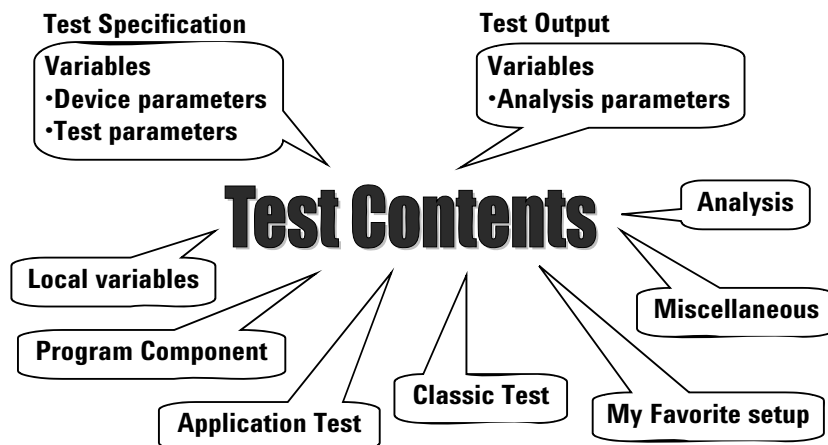 Test Specification
Variables
•Device parameters
•Test parameters
Test Output
Variables
•Analysis parameters
Test Contents
Analysis
Local variables
Miscellaneous
Program Component
Classic Test
Application Test
My Favorite setup